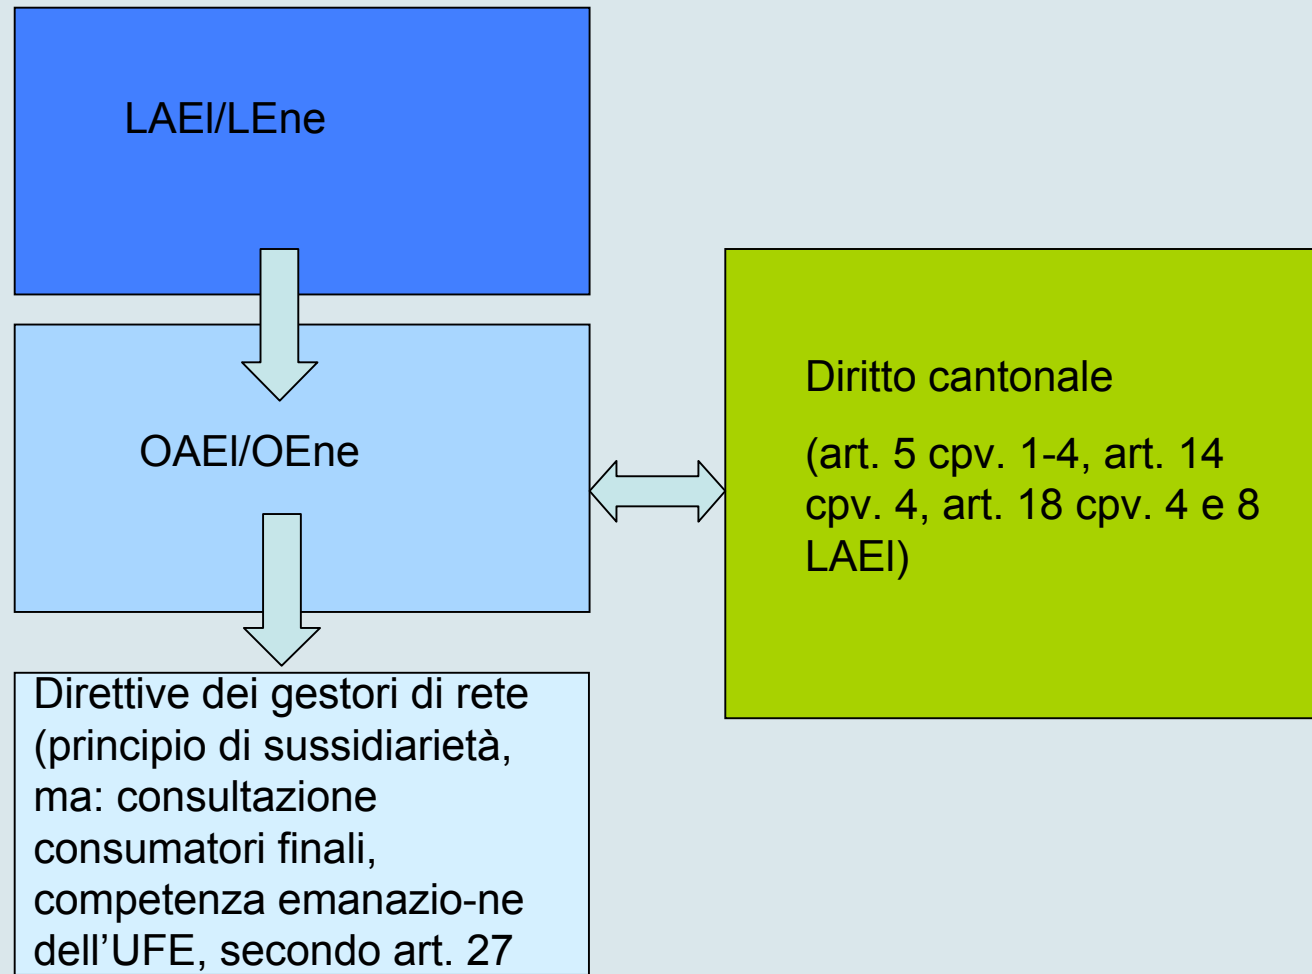 LAEl/LEne
OAEl/OEne
Diritto cantonale
(art. 5 cpv. 1-4, art. 14
cpv. 4, art. 18 cpv. 4 e 8
LAEl)
Direttive dei gestori di rete
(principio di sussidiarietà,
ma: consultazione
consumatori finali,
competenza emanazio-ne
dell’UFE, secondo art. 27